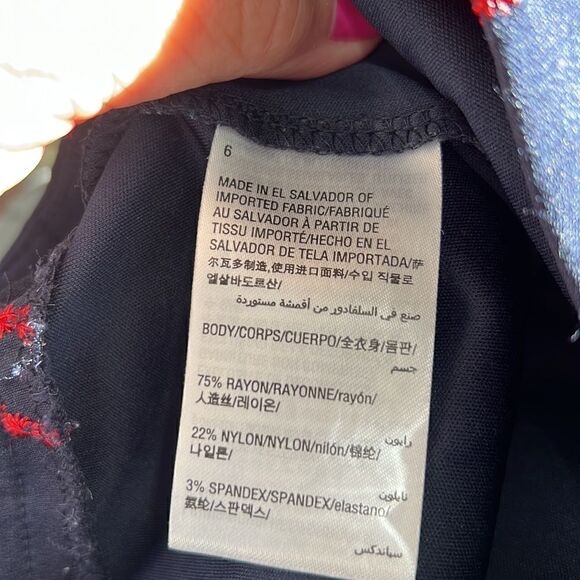 6
MADE IN EL SALVADOR OF
IMPORTED FABRIC/FABRIQUÉ
AU SALVADOR À PARTIR DE
TISSU IMPORTÉ/HECHO EN EL
SALVADOR DE TELA IMPORTADA/萨
尔瓦多制造,使用进口面料/수입 직물로
엘살바도르산/
صنع في السلفادور من أقمشة مستوردة
BODY/CORPS/CUERPO/全衣身/몸판/
جسم
75% RAYON/RAYONNE/rayón/
人造丝/레이온/
رايون
22% NYLON/NYLON/nilón/锦纶/
나일론/
نايلون
3% SPANDEX/SPANDEX/elastano/
氨纶/스판덱스/
سباندكس